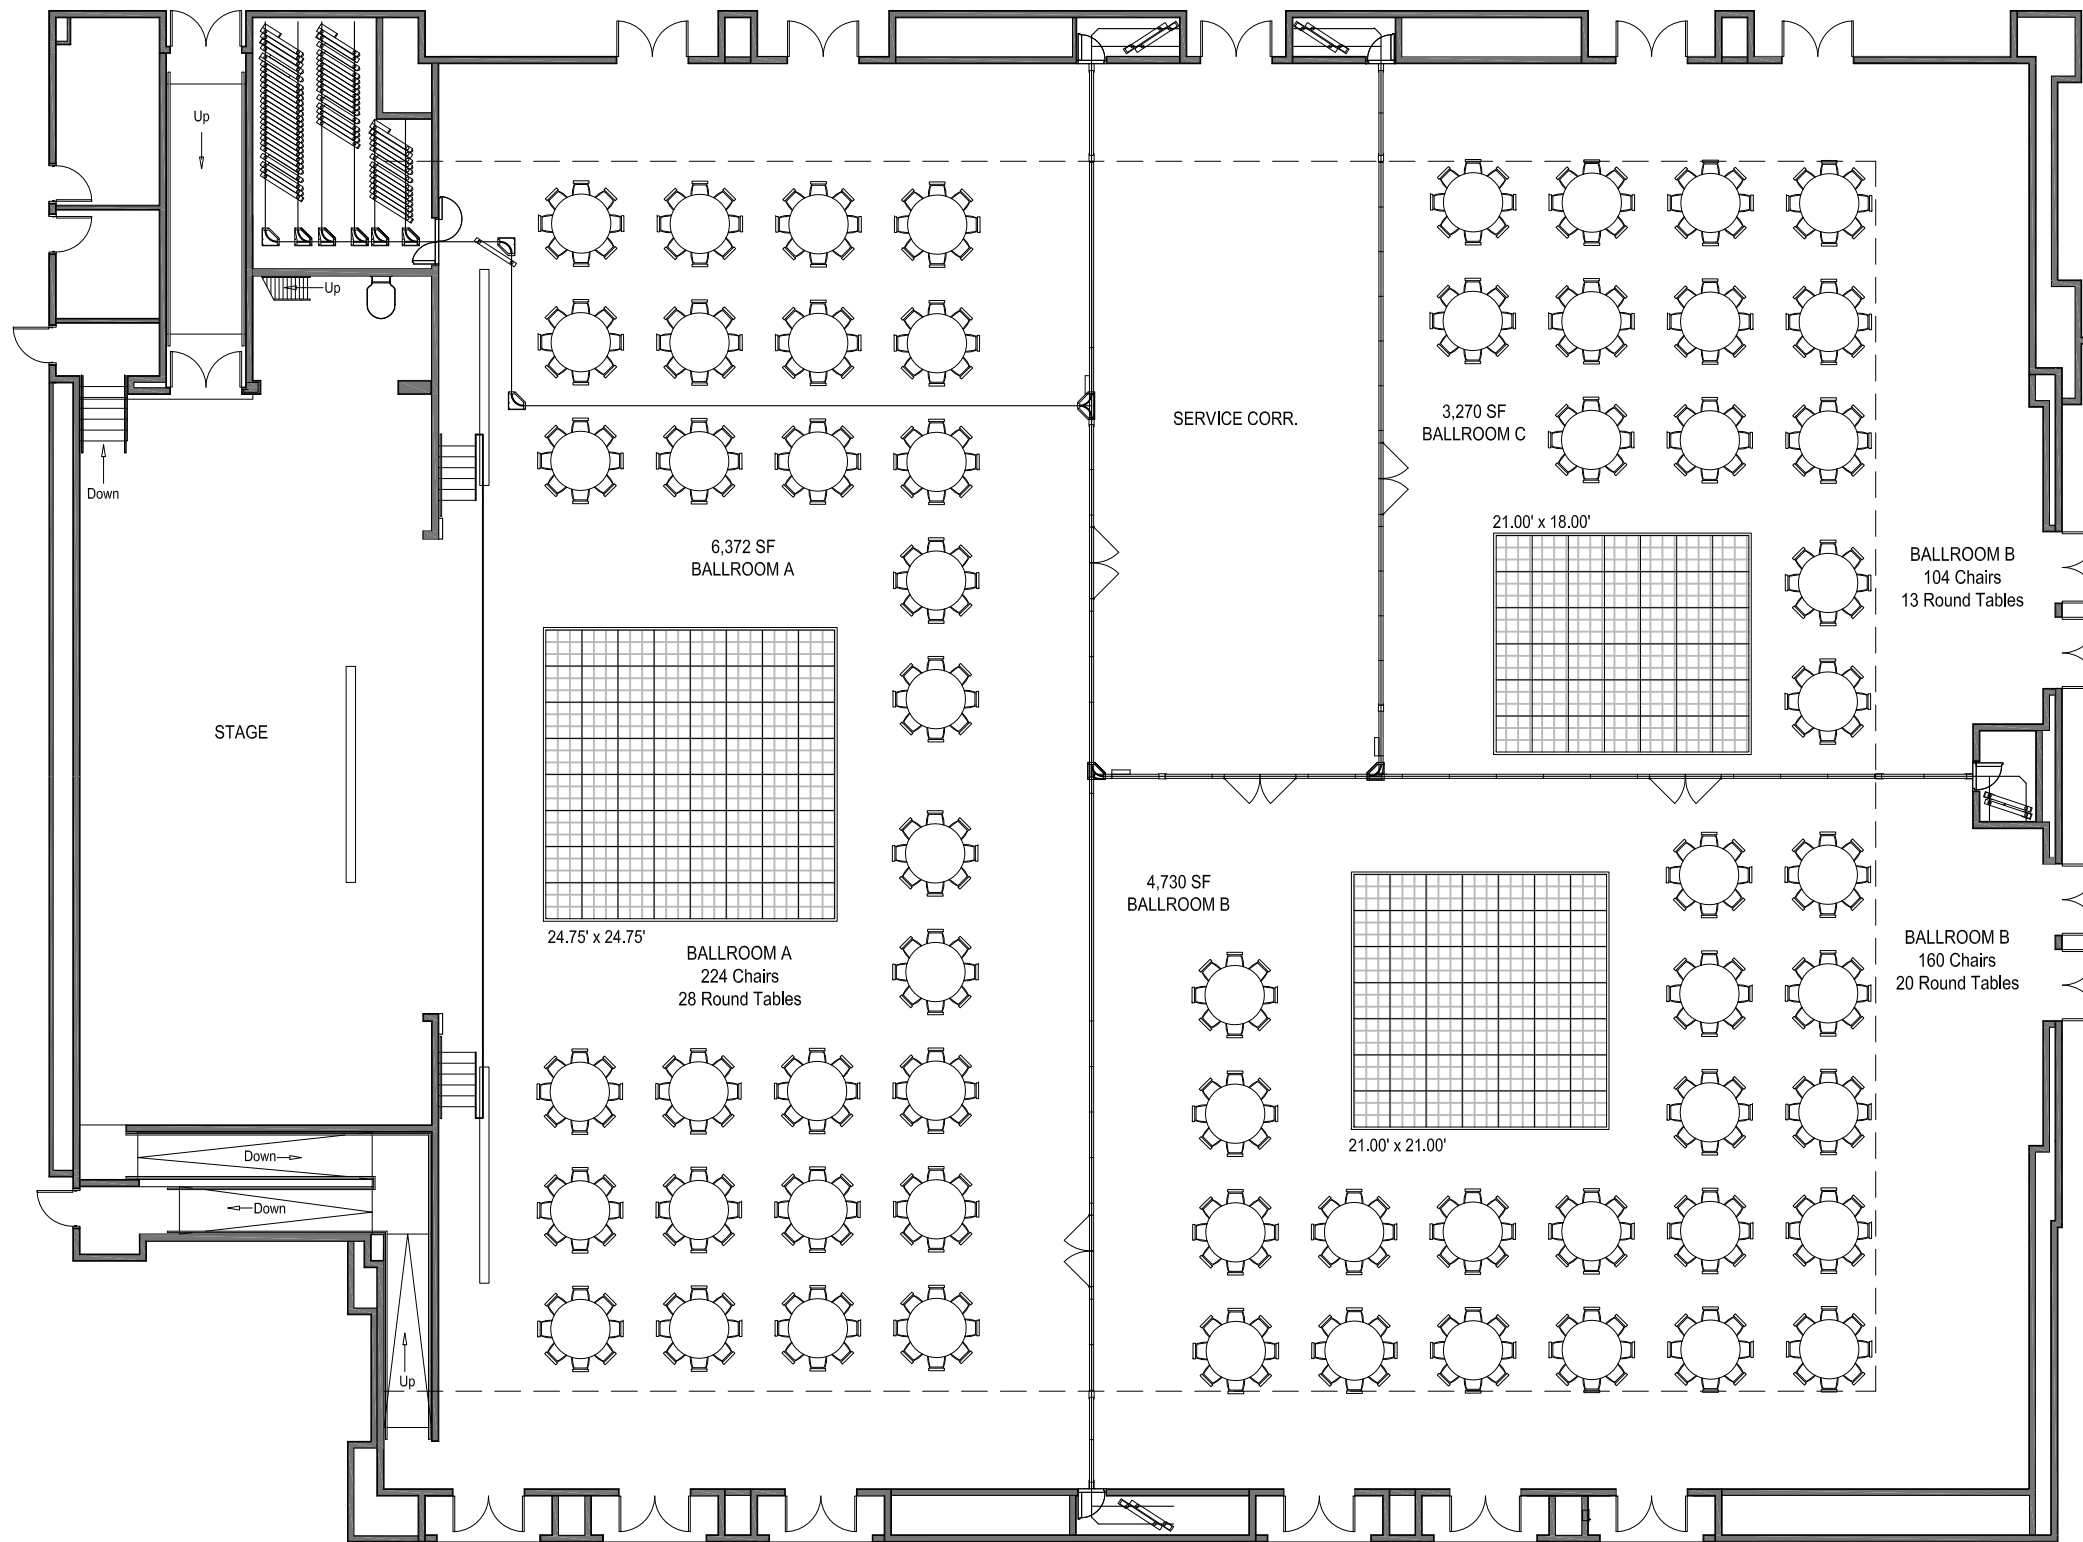 Up
Up
Down
STAGE
6,372 SF
BALLROOM A
24.75' x 24.75'
BALLROOM A
224 Chairs
28 Round Tables
SERVICE CORR.
3,270 SF
BALLROOM C
21.00' x 18.00'
BALLROOM B
104 Chairs
13 Round Tables
4,730 SF
BALLROOM B
21.00' x 21.00'
BALLROOM B
160 Chairs
20 Round Tables
Down
Down
Up